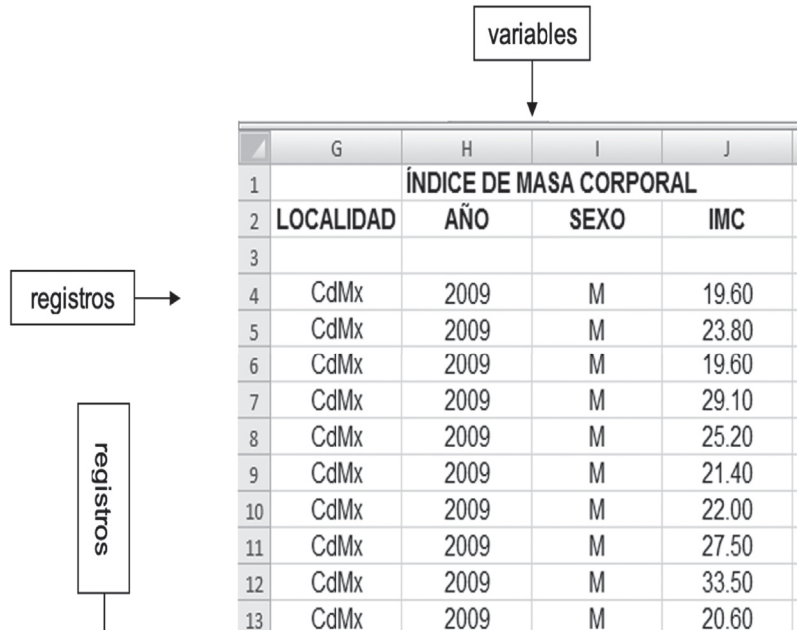 variables
G H I J
1 ÍNDICE DE MASA CORPORAL
2 LOCALIDAD AÑO SEXO IMC
3
registros
4 CdMx 2009 M 19.60
5 CdMx 2009 M 23.80
6 CdMx 2009 M 19.60
7 CdMx 2009 M 29.10
8 CdMx 2009 M 25.20
9 CdMx 2009 M 21.40
10 CdMx 2009 M 22.00
11 CdMx 2009 M 27.50
12 CdMx 2009 M 33.50
13 CdMx 2009 M 20.60
registros